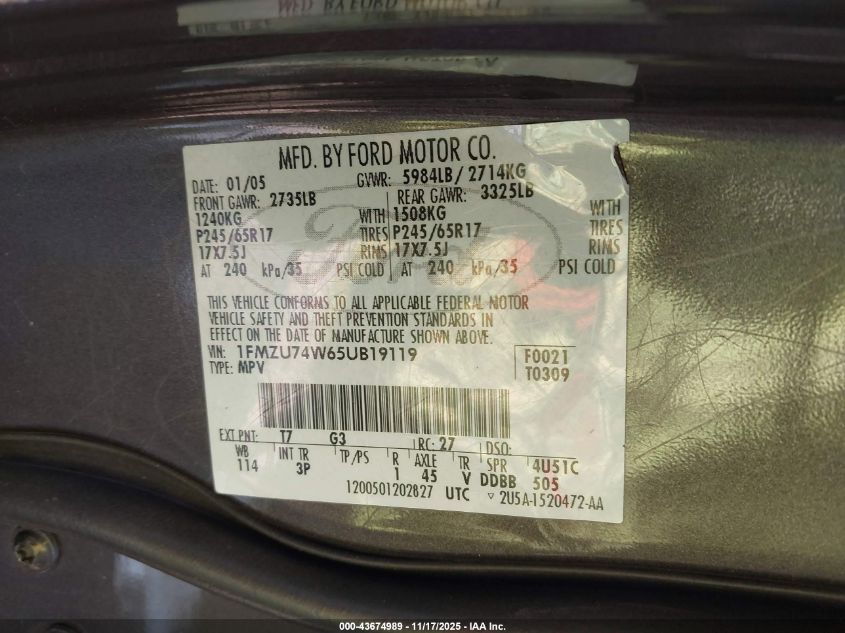 MFD. BY FORD MOTOR CO.
DATE: 01/05 GVWR: 5984LB/ 2714KG
FRONT GAWR: 2735LB REAR GAWR: 3325LB
1240KG WITH 1508KG WITH
P245/65R17 TIRES P245/65R17 TIRES
17X7.5J RIMS 17X7.5J RIMS
AT 240 kPa/35 PSI COLD AT 240 kPa/35 PSI COLD
Ford
THIS VEHICLE CONFORMS TO ALL APPLICABLE FEDERAL MOTOR
VEHICLE SAFETY AND THEFT PREVENTION STANDARDS IN
EFFECT ON THE DATE OF MANUFACTURE SHOWN ABOVE.
VIN: 1FMZU74W65UB19119 F0021
TYPE: MPV T0309
EXT PNT: T7 G3 RC: 27 DSO:
WB INT TR TP/PS R AXLE TR SPR 4U51C
114 3P 1 45 V DDBB 505
1200501202827 UTC ▽ 2U5A-1520472-AA
000-43674989 - 11/17/2025 - IAA Inc.